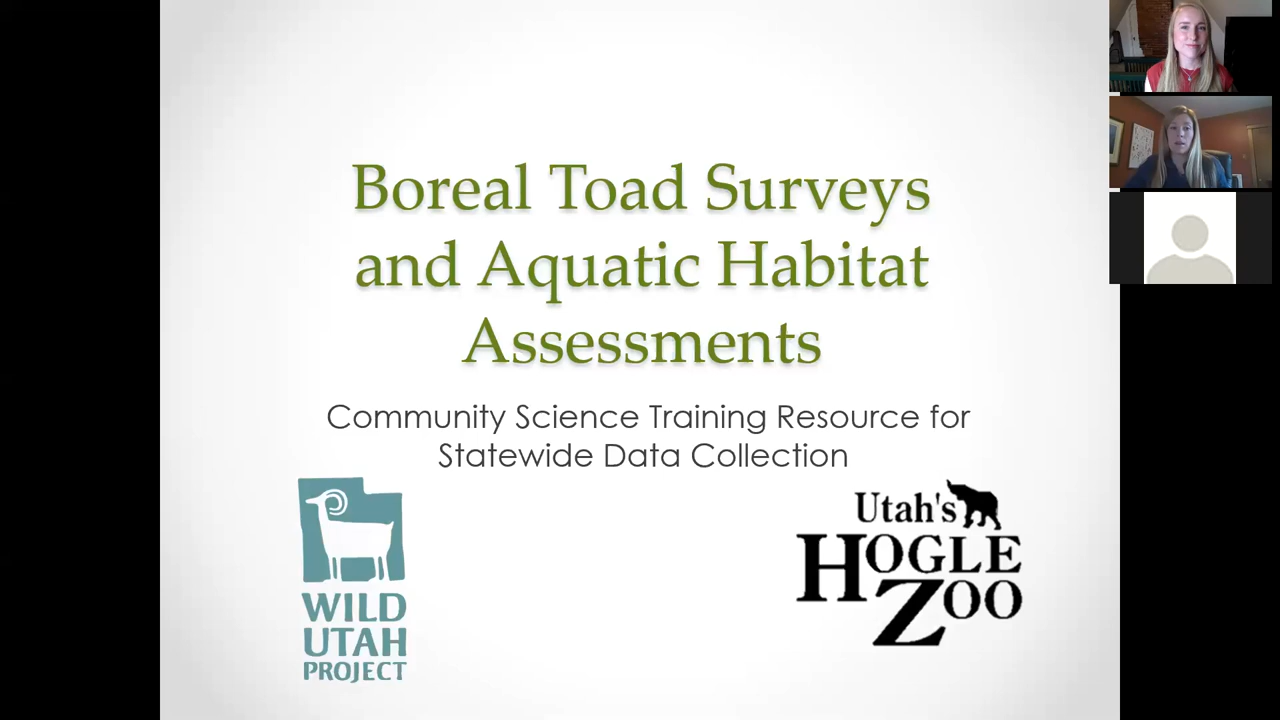 Boreal Toad Surveys
and Aquatic Habitat
Assessments
Community Science Training Resource for
Statewide Data Collection
WILD
UTAH
PROJECT
Utah's
HOGLE
ZOO